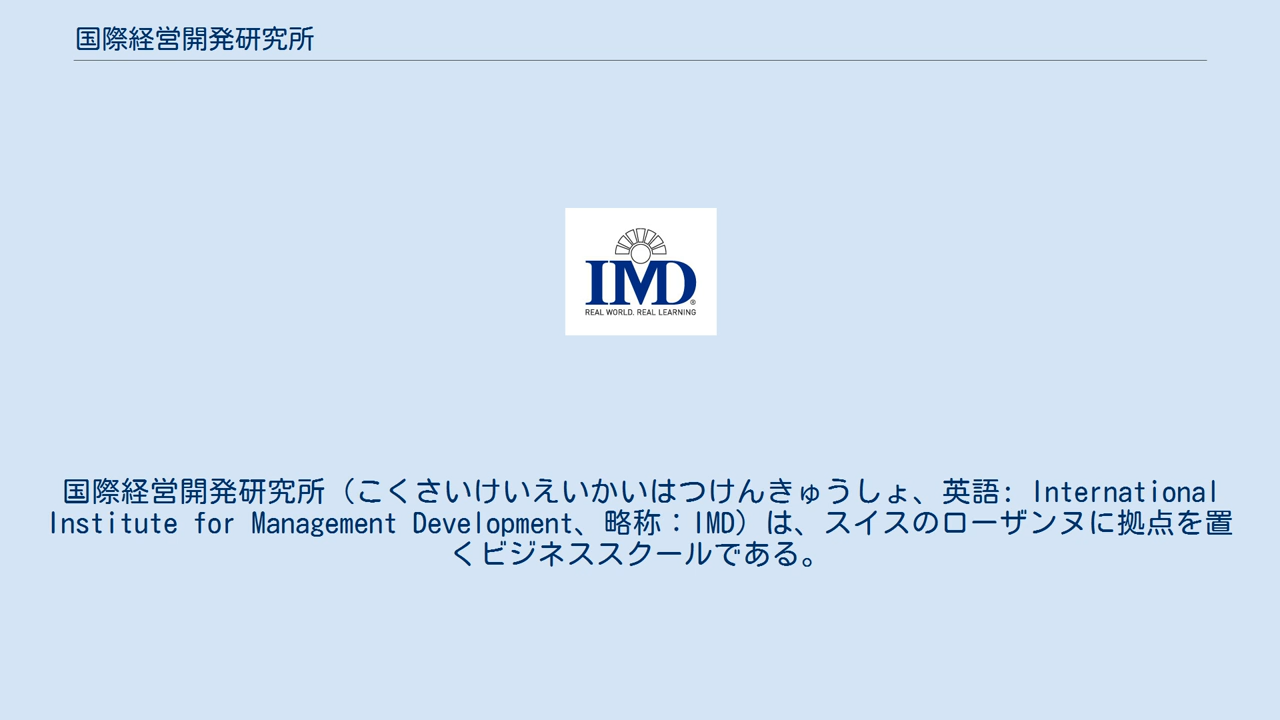 国際経営開発研究所
IMD®
REAL WORLD. REAL LEARNING
国際経営開発研究所（こくさいけいえいかいはつけんきゅうしょ、英語: International
Institute for Management Development、略称：IMD）は、スイスのローザンヌに拠点を置
くビジネススクールである。